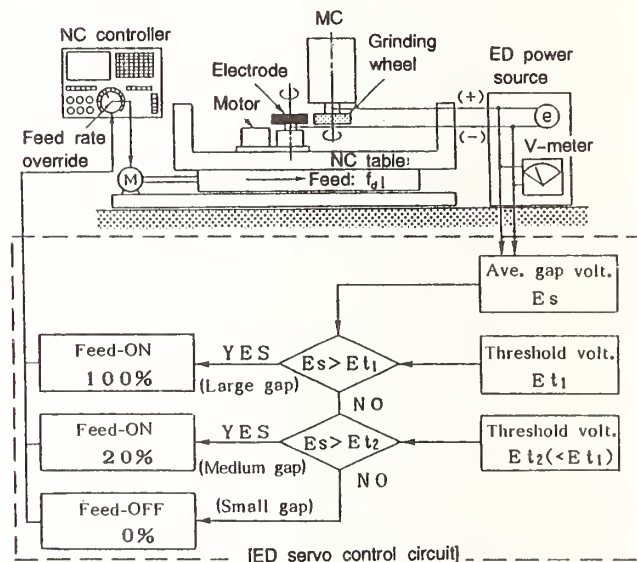 MC
NC controller
Grinding
wheel
ED power
source
Electrode
(+)
Motor
e
(−)
Feed rate
override
V-meter
NC table
M
Feed: fd
Ave. gap volt.
Es
Feed-ON
100%
YES
(Large gap)
Es>Et1
Threshold volt.
Et1
NO
Feed-ON
20%
YES
(Medium gap)
Es>Et2
Threshold volt.
Et2(<Et1)
NO
Feed-OFF
0%
(Small gap)
[ED servo control circuit]